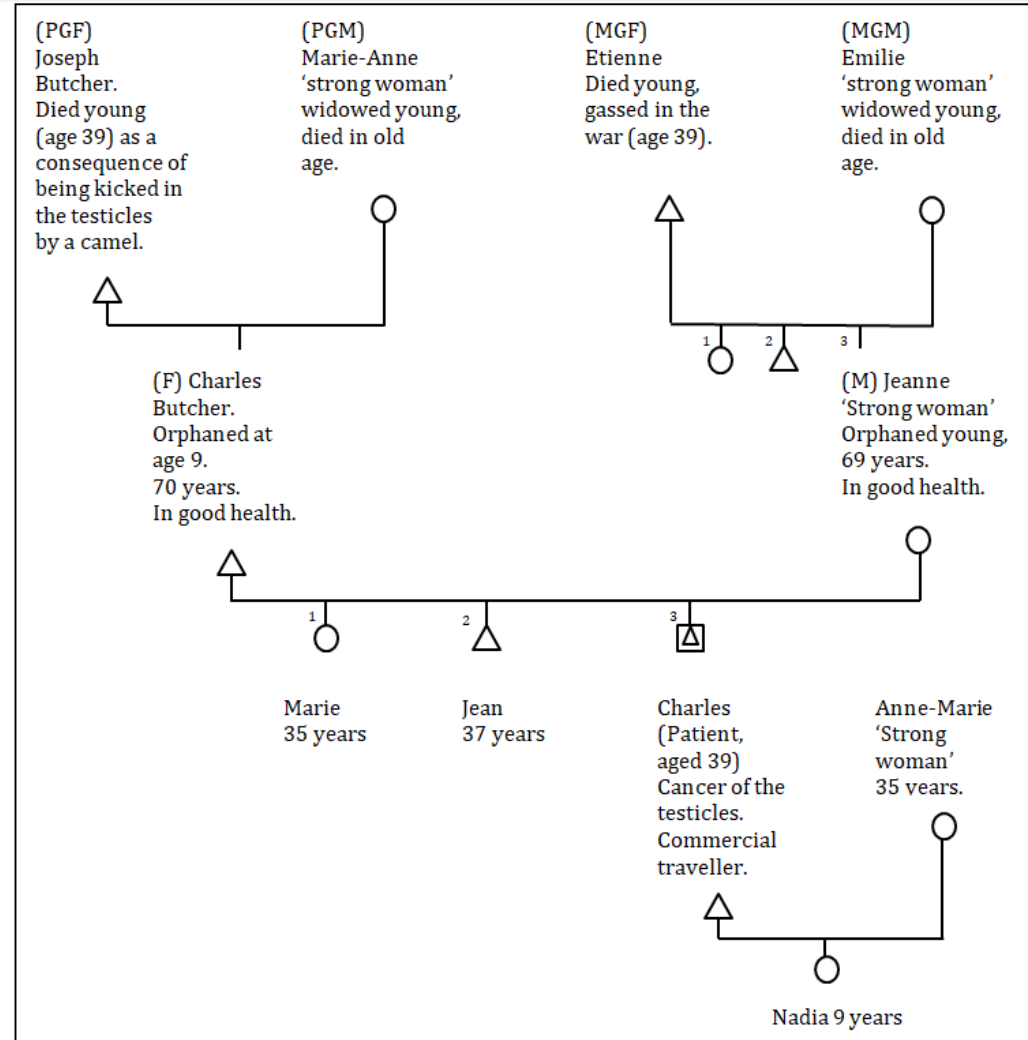 (PGF)
Joseph
Butcher.
Died young
(age 39) as a
consequence of
being kicked in
the testicles
by a camel.
(PGM)
Marie-Anne
‘strong woman’
widowed young,
died in old
age.
(MGF)
Etienne
Died young,
gassed in the
war (age 39).
(MGM)
Emilie
‘strong woman’
widowed young,
died in old
age.
1
2
3
(F) Charles
Butcher.
Orphaned at
age 9.
70 years.
In good health.
(M) Jeanne
‘Strong woman’
Orphaned young,
69 years.
In good health.
1
2
3
Marie
35 years
Jean
37 years
Charles
(Patient,
aged 39)
Cancer of the
testicles.
Commercial
traveller.
Anne-Marie
‘Strong
woman’
35 years.
Nadia 9 years